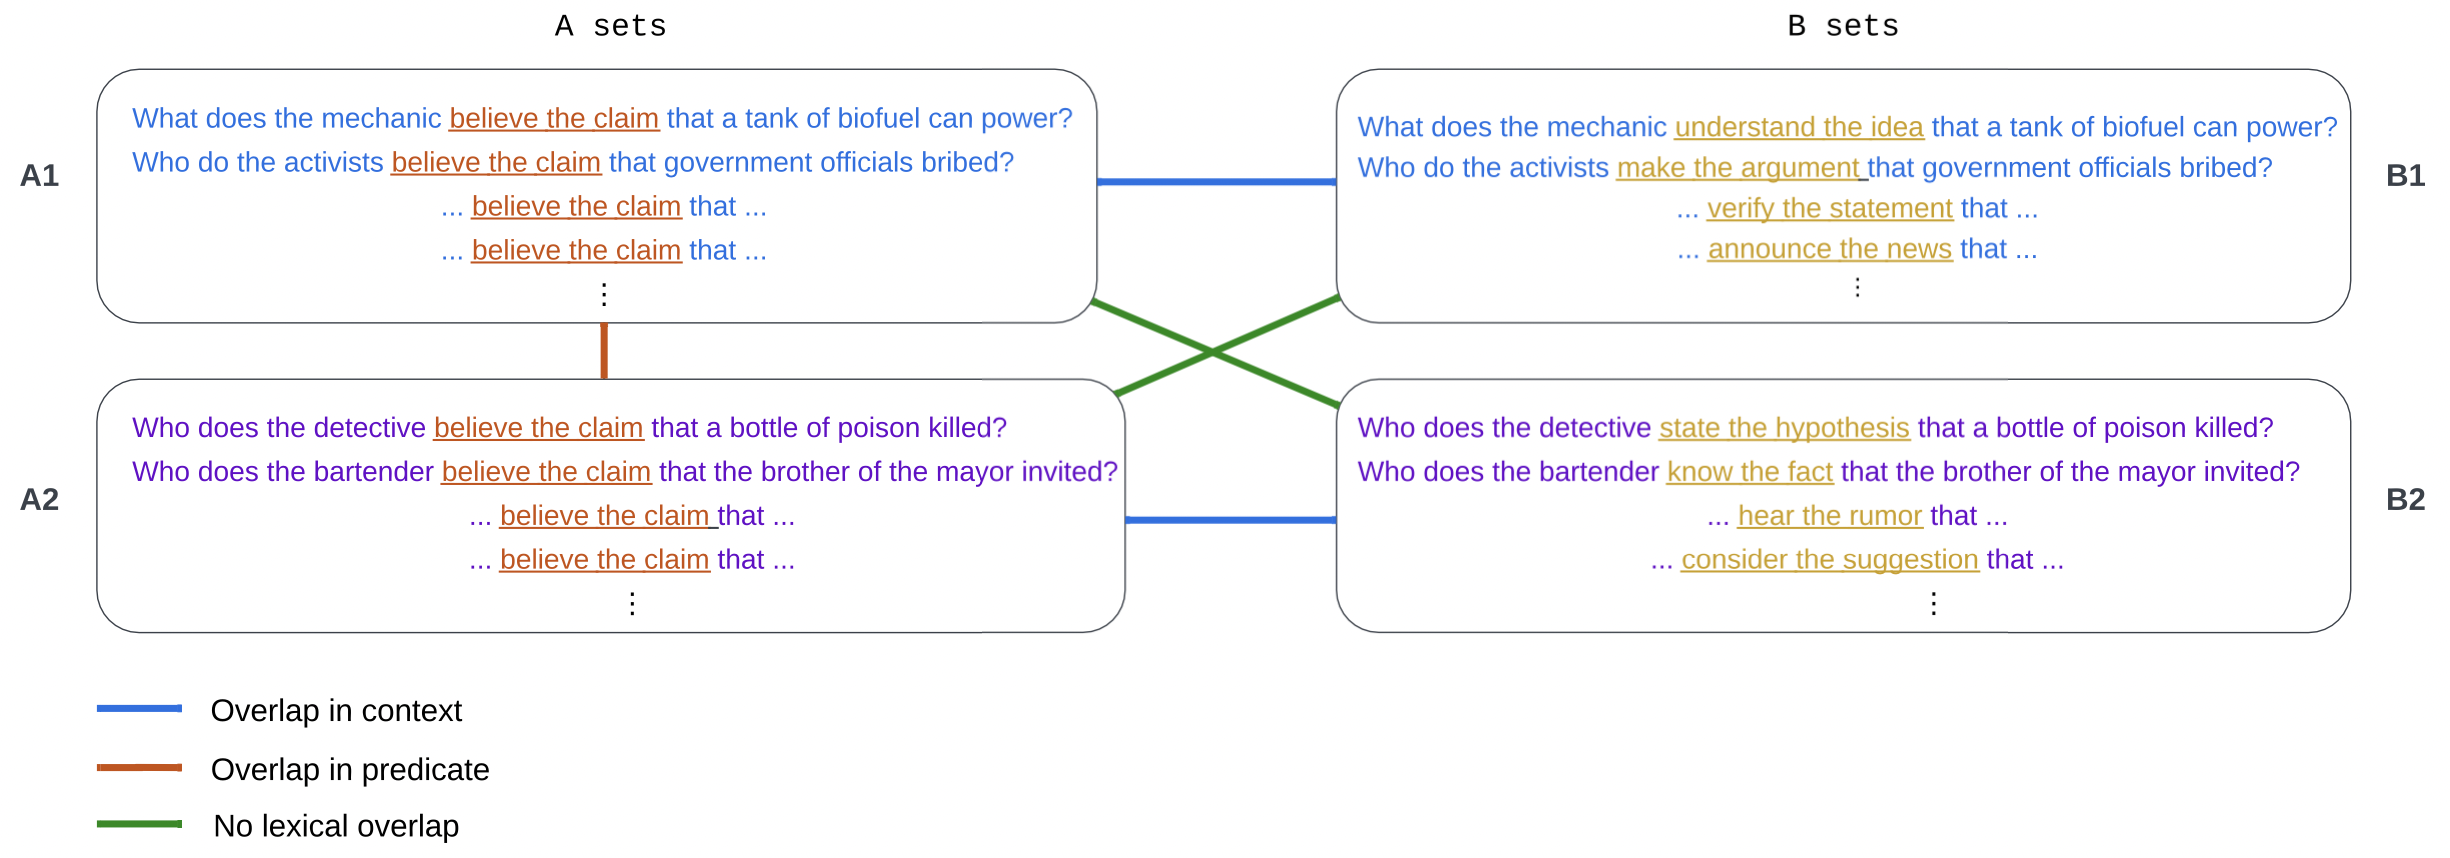 A sets
B sets
A1
What does the mechanic believe the claim that a tank of biofuel can power?
Who do the activists believe the claim that government officials bribed?
... believe the claim that ...
... believe the claim that ...
⋮
What does the mechanic understand the idea that a tank of biofuel can power?
Who do the activists make the argument that government officials bribed?
... verify the statement that ...
... announce the news that ...
⋮
B1
A2
Who does the detective believe the claim that a bottle of poison killed?
Who does the bartender believe the claim that the brother of the mayor invited?
... believe the claim that ...
... believe the claim that ...
⋮
Who does the detective state the hypothesis that a bottle of poison killed?
Who does the bartender know the fact that the brother of the mayor invited?
... hear the rumor that ...
... consider the suggestion that ...
⋮
B2
Overlap in context
Overlap in predicate
No lexical overlap